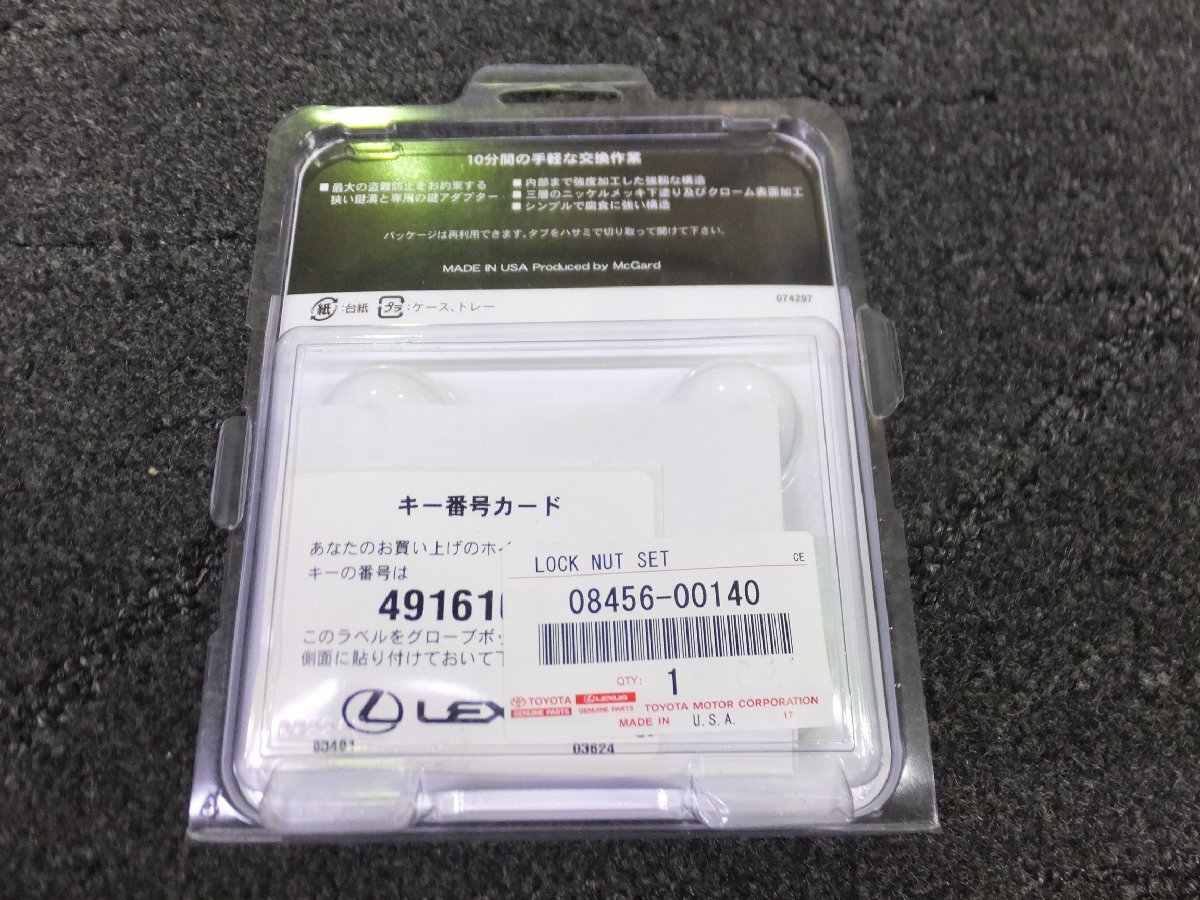 10分間の手軽な交換作業
■最大の盗難防止をお約束する
狭い鍵溝と専用の鍵アダプター
■内部まで強度加工した強靱な構造
■三層のニッケルメッキ下塗り及びクローム表面加工
■シンプルで腐食に強い構造
パッケージは再利用できます。タブをハサミで切り取って開けて下さい。
MADE IN USA Produced by McGard
紙:台紙 プラ:ケース、トレー
074297
キー番号カード
あなたのお買い上げのホイ
キーの番号は
49161
このラベルをグローブボッ
側面に貼り付けておいて下
LEX
03624
LOCK NUT SET
CE
08456-00140
QTY: 1
TOYOTA
GENUINE PARTS
LEXUS
GENUINE PARTS
TOYOTA MOTOR CORPORATION
MADE IN U.S.A.
17